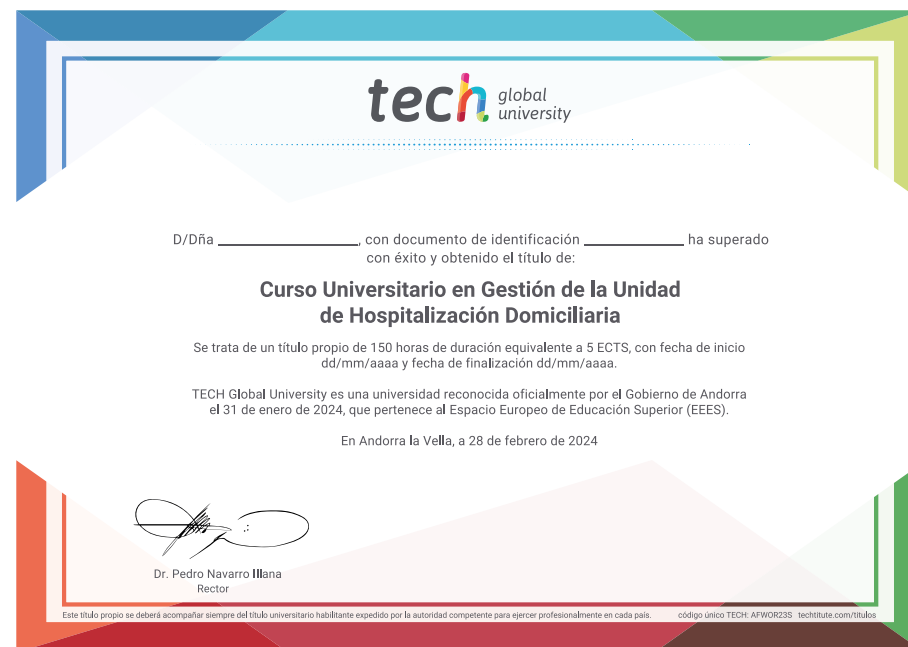 tech global university
D/Dña ____________________, con documento de identificación ______________ ha superado
con éxito y obtenido el título de:
Curso Universitario en Gestión de la Unidad
de Hospitalización Domiciliaria
Se trata de un título propio de 150 horas de duración equivalente a 5 ECTS, con fecha de inicio
dd/mm/aaaa y fecha de finalización dd/mm/aaaa.
TECH Global University es una universidad reconocida oficialmente por el Gobierno de Andorra
el 31 de enero de 2024, que pertenece al Espacio Europeo de Educación Superior (EEES).
En Andorra la Vella, a 28 de febrero de 2024
Dr. Pedro Navarro Illana
Rector
Este título propio se deberá acompañar siempre del título universitario habilitante expedido por la autoridad competente para ejercer profesionalmente en cada país. código único TECH: AFWOR23S techtitute.com/titulos